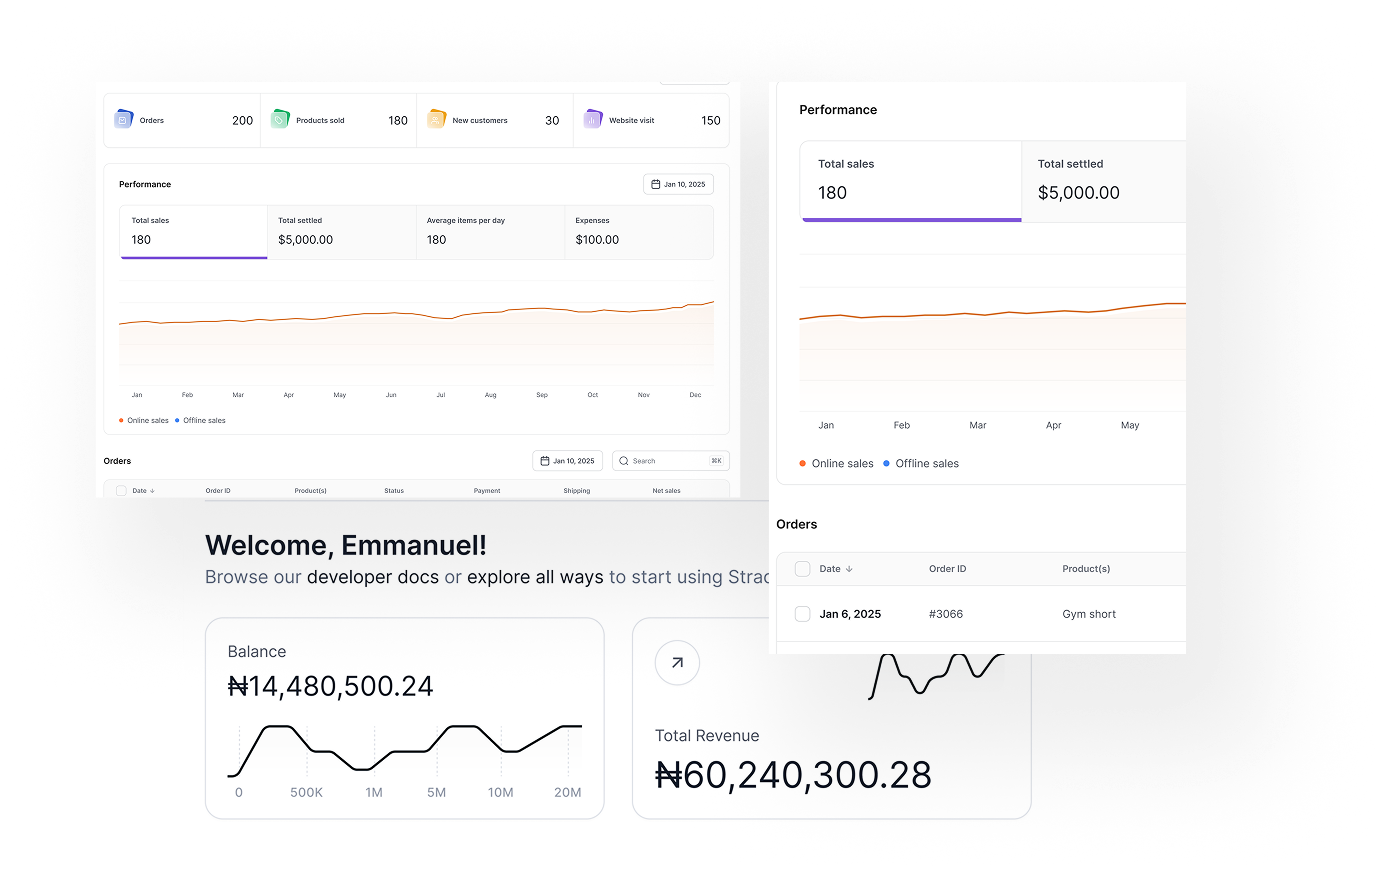 Orders 200 Products sold 180 New customers 30 Website visit 150
Performance Jan 10, 2025
Total sales Total settled Average items per day Expenses
180 $5,000.00 180 $100.00
Jan Feb Mar Apr May Jun Jul Aug Sep Oct Nov Dec
Online sales Offline sales
Orders Jan 10, 2025 Search ⌘K
Date ↓ Order ID Product(s) Status Payment Shipping Net sales
Performance
Total sales Total settled
180 $5,000.00
Jan Feb Mar Apr May
Online sales Offline sales
Orders
Date ↓ Order ID Product(s)
Jan 6, 2025 #3066 Gym short
Welcome, Emmanuel!
Browse our developer docs or explore all ways to start using
Balance
₦14,480,500.24
0 500K 1M 5M 10M 20M
Total Revenue
₦60,240,300.28